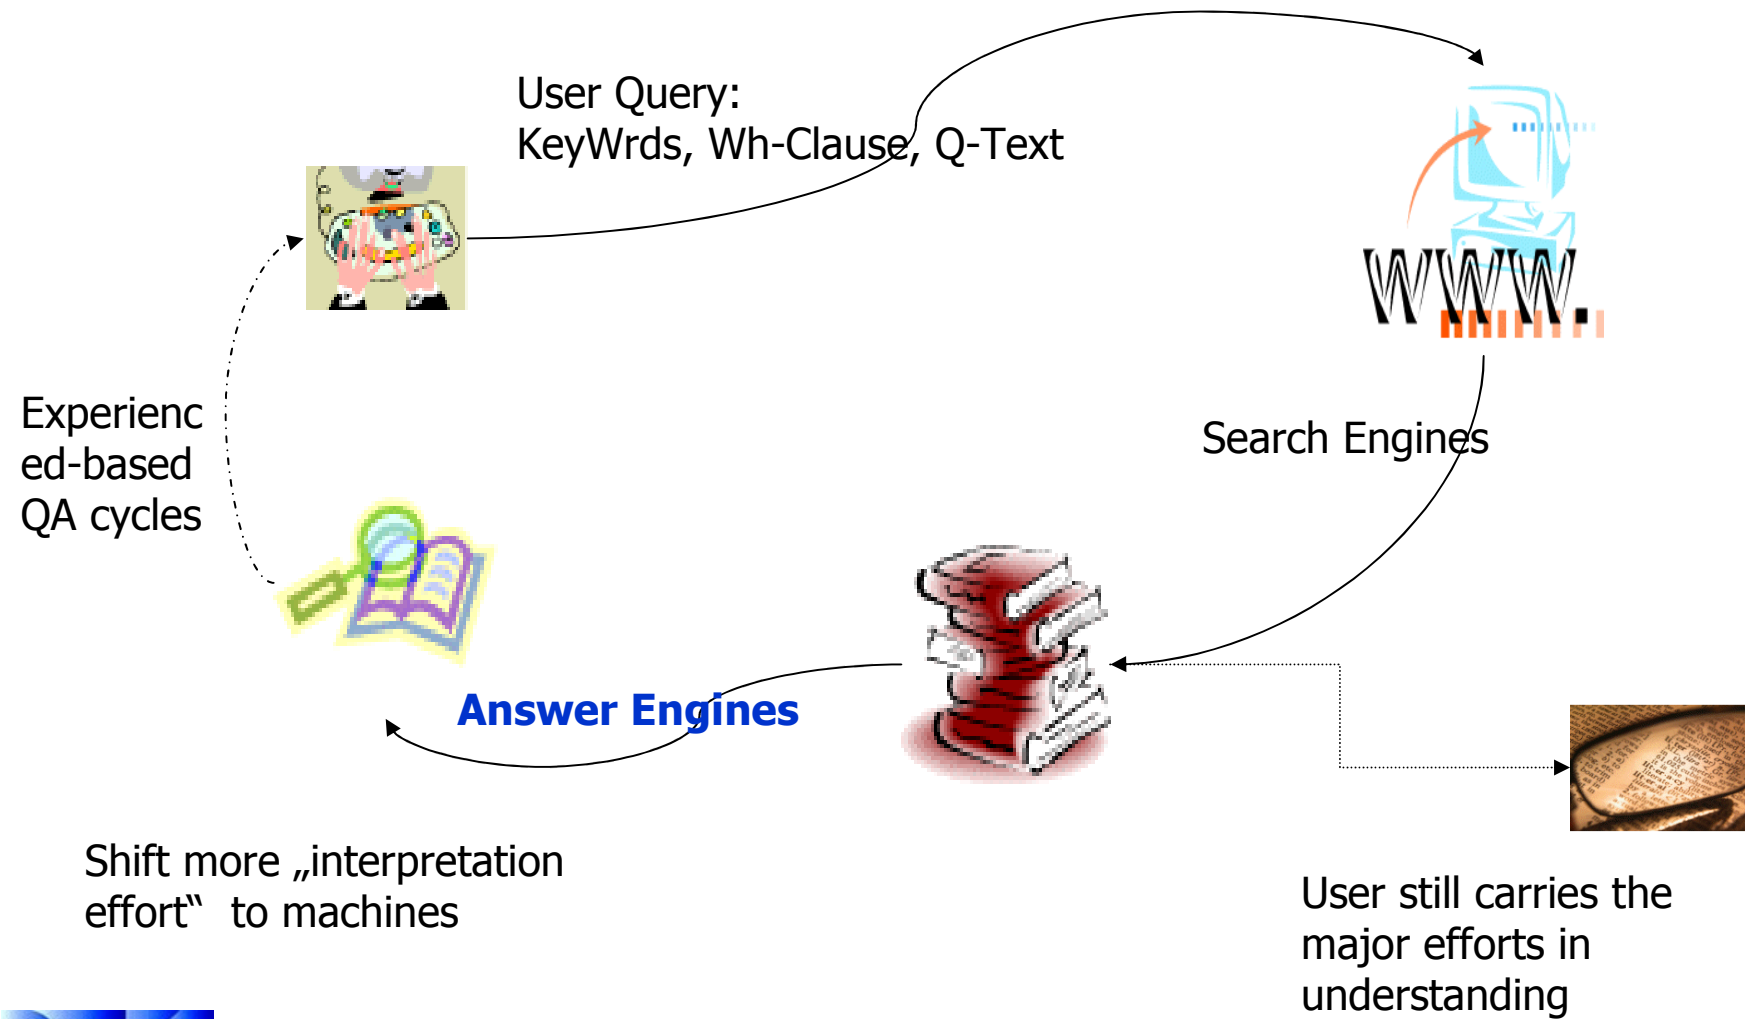 User Query:
KeyWrds, Wh-Clause, Q-Text
WWW.
Experienc
ed-based
QA cycles
Search Engines
Answer Engines
Shift more „interpretation
effort“ to machines
User still carries the
major efforts in
understanding